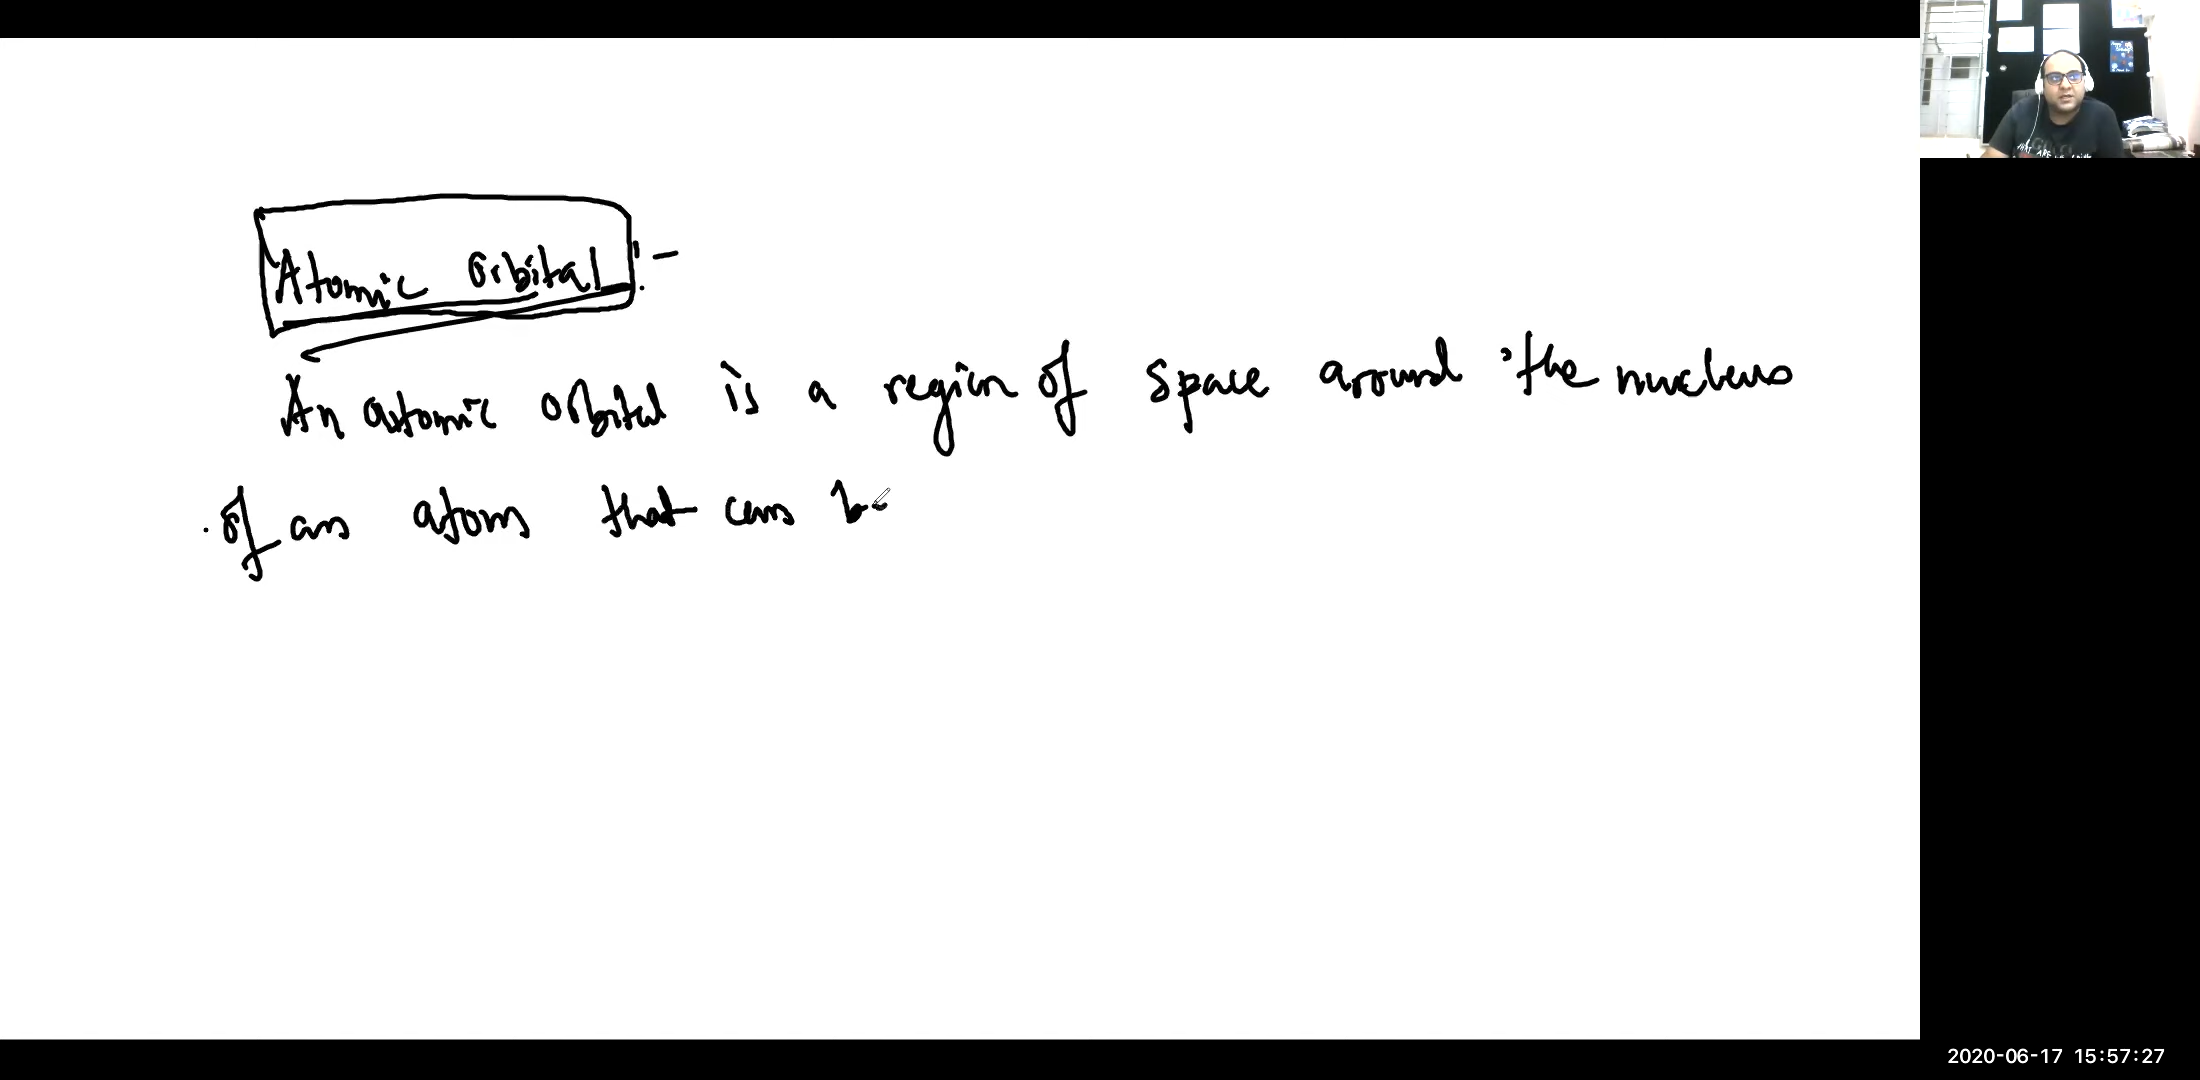 Atomic Orbital :-
An atomic orbital is a region of space around the nucleus
of an atom that can be
2020-06-17 15:57:27